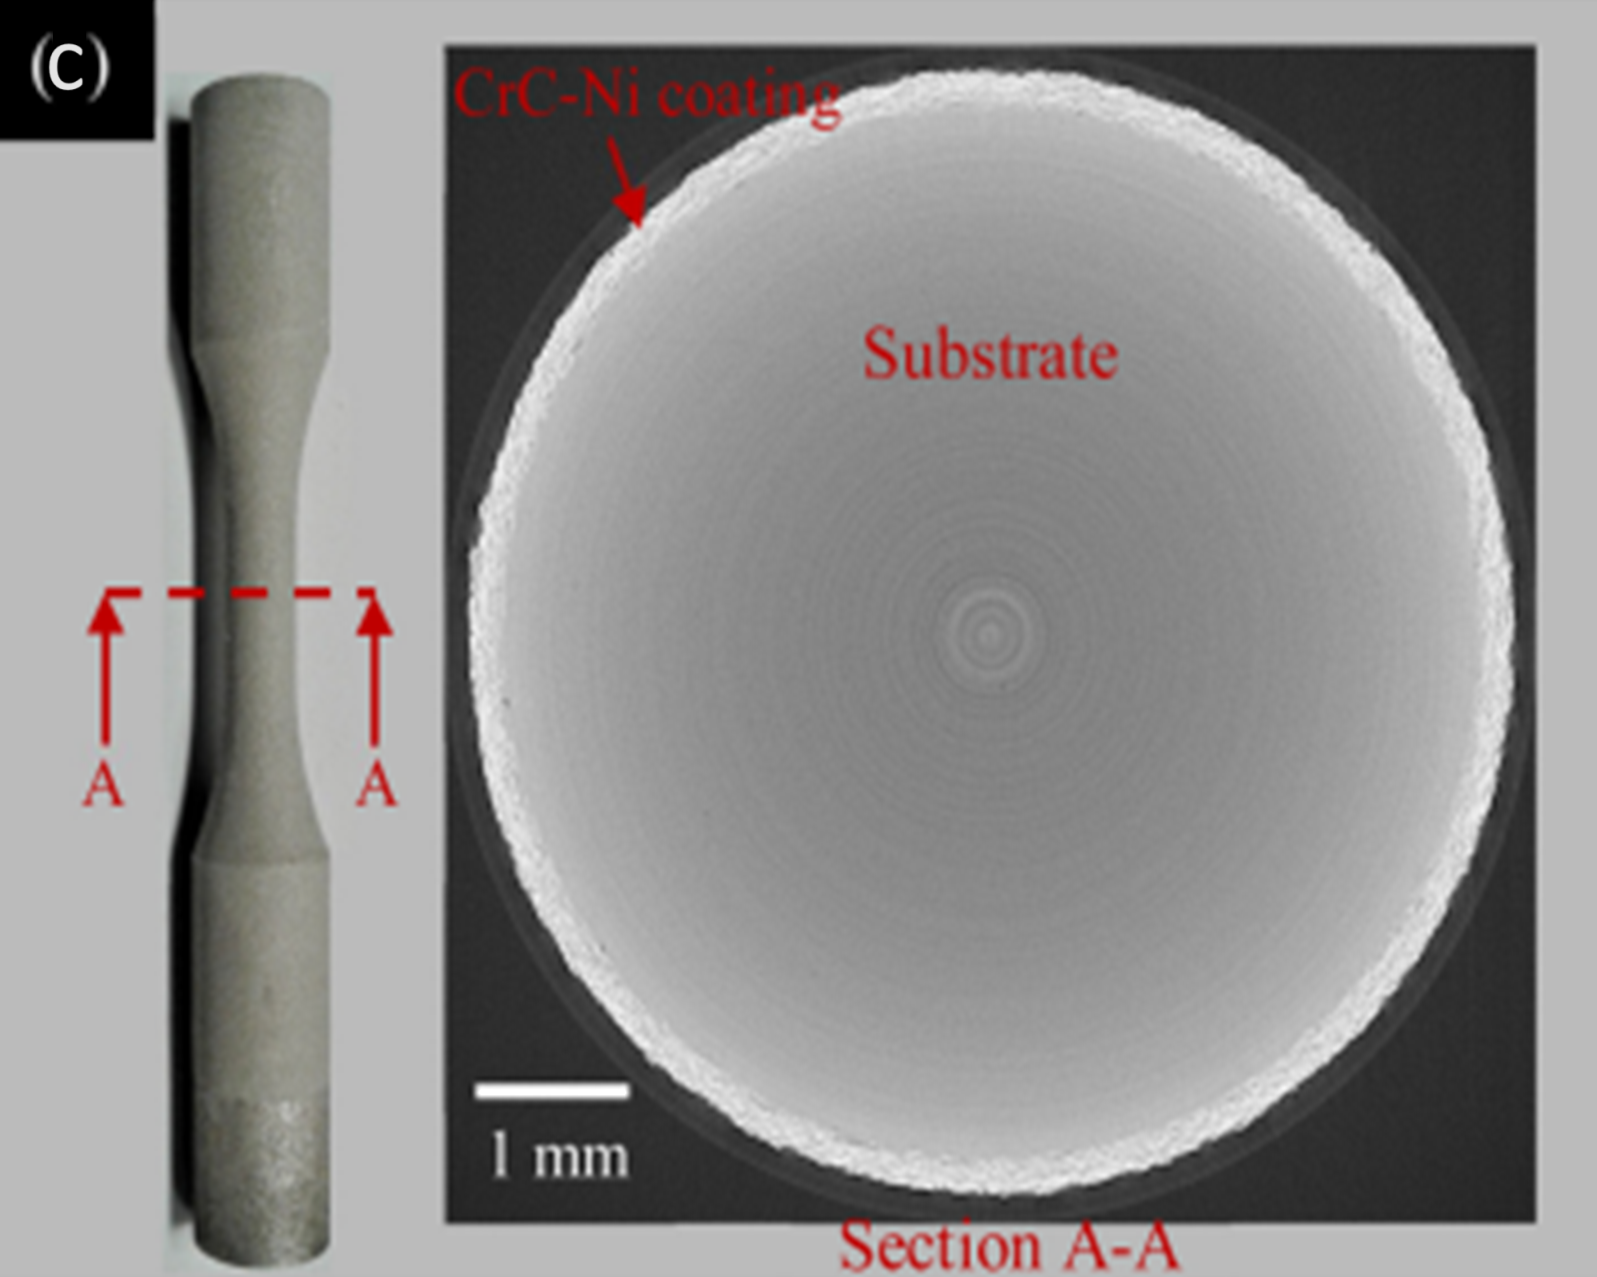 (C)
CrC-Ni coating
Substrate
A
A
1 mm
Section A-A